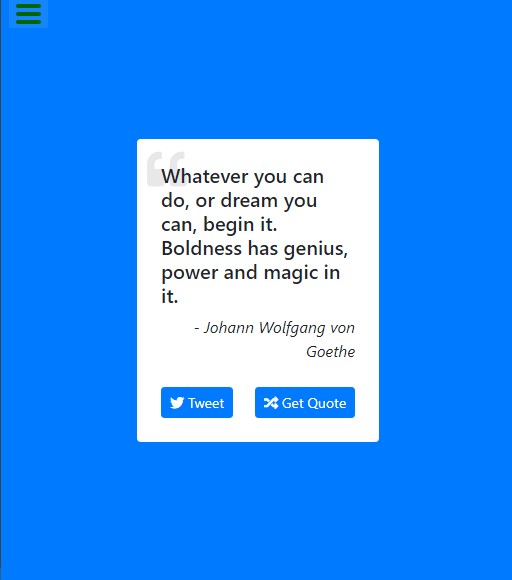 Whatever you can
do, or dream you
can, begin it.
Boldness has genius,
power and magic in
it.
- Johann Wolfgang von
Goethe
Tweet
Get Quote